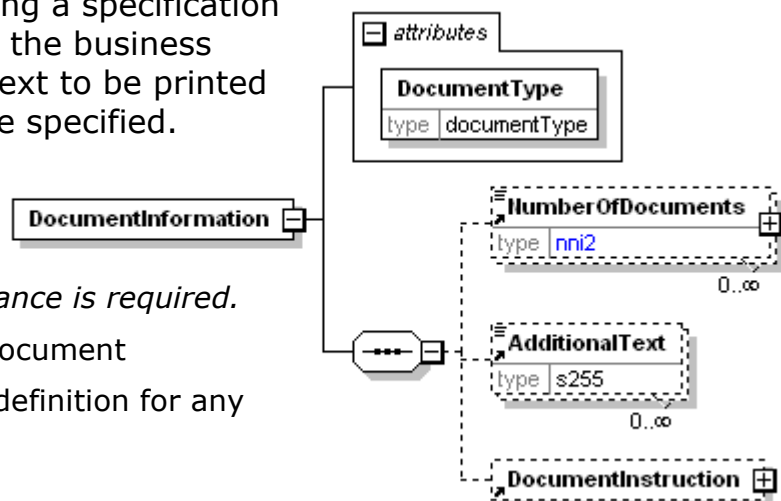 ng a specification
the business
ext to be printed
e specified.
attributes
DocumentType
type documentType
DocumentInformation
NumberOfDocuments
type nni2
0..∞
ance is required.
ocument
definition for any
AdditionalText
type s255
0..∞
DocumentInstruction